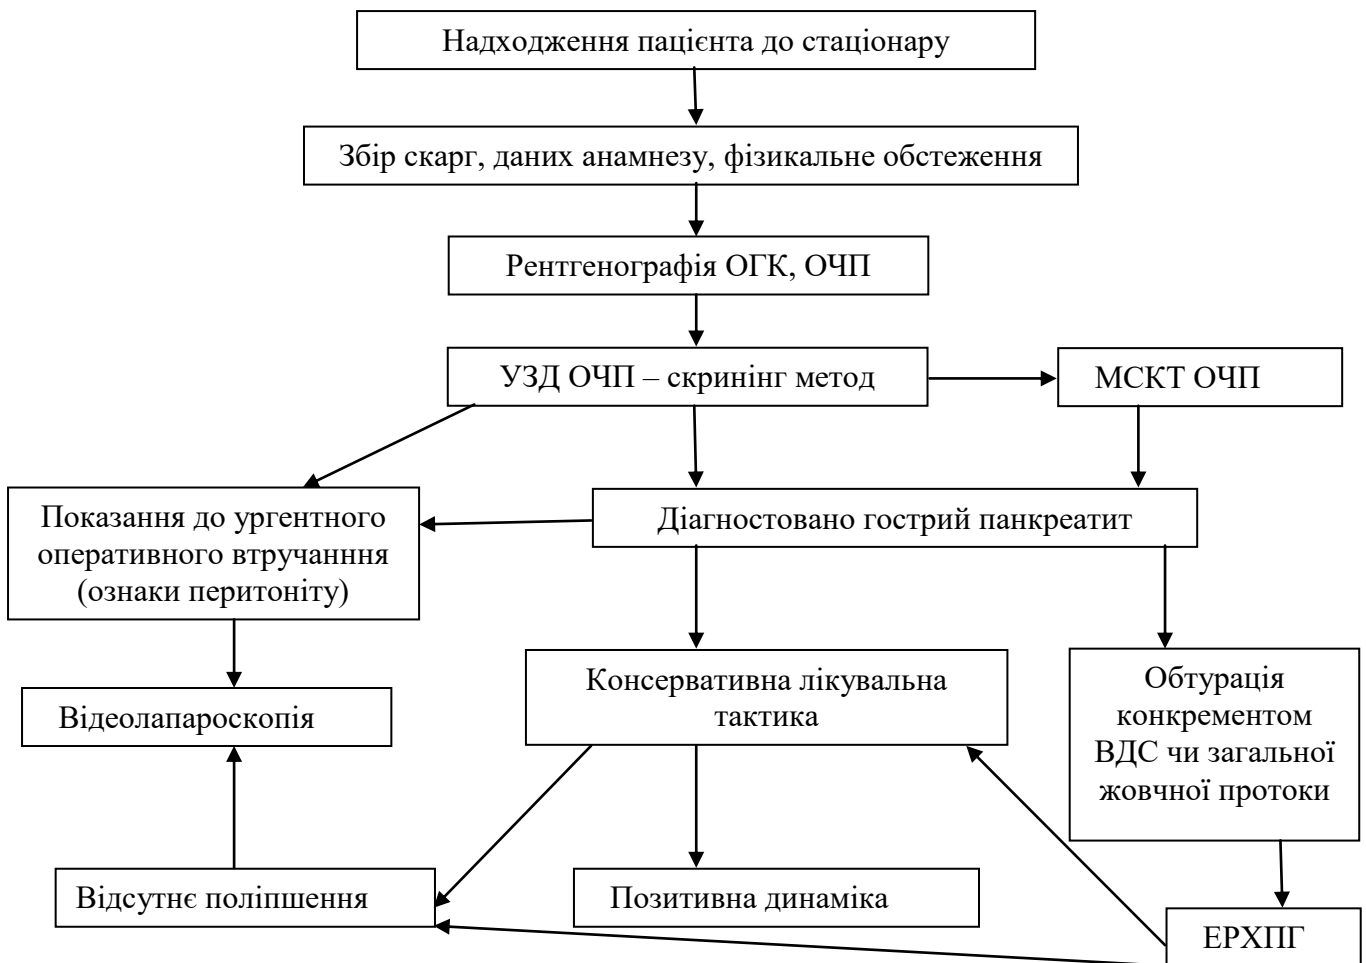 Надходження пацієнта до стаціонару
Збір скарг, даних анамнезу, фізикальне обстеження
Рентгенографія ОГК, ОЧП
УЗД ОЧП – скринінг метод
МСКТ ОЧП
Показання до ургентного
оперативного втручанння
(ознаки перитоніту)
Діагностовано гострий панкреатит
Відеолапароскопія
Консервативна лікувальна
тактика
Обтурація
конкрементом
ВДС чи загальної
жовчної протоки
Відсутнє поліпшення
Позитивна динаміка
ЕРХПГ